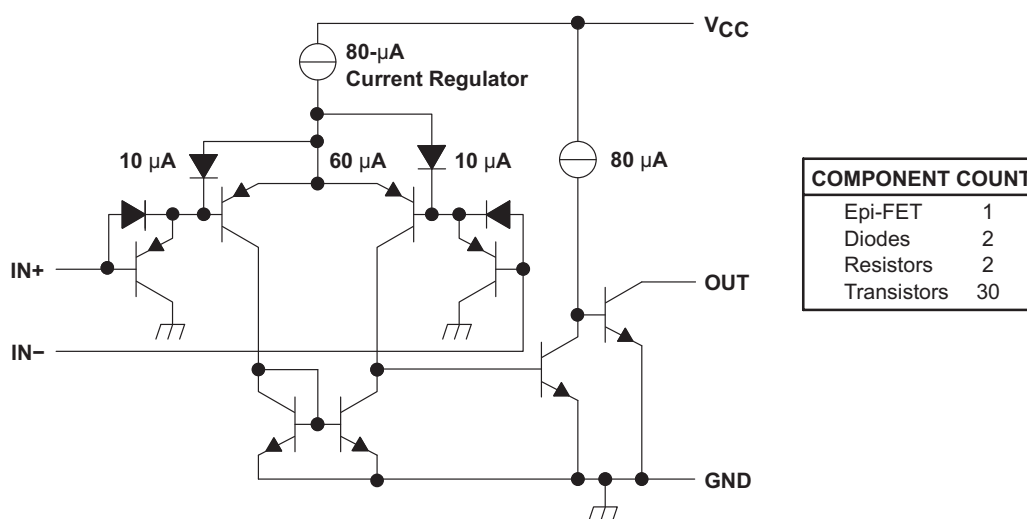 VCC
80-µA
Current Regulator
10 µA
60 µA
10 µA
80 µA
IN+
OUT
IN−
GND
COMPONENT COUNT
Epi-FET 1
Diodes 2
Resistors 2
Transistors 30